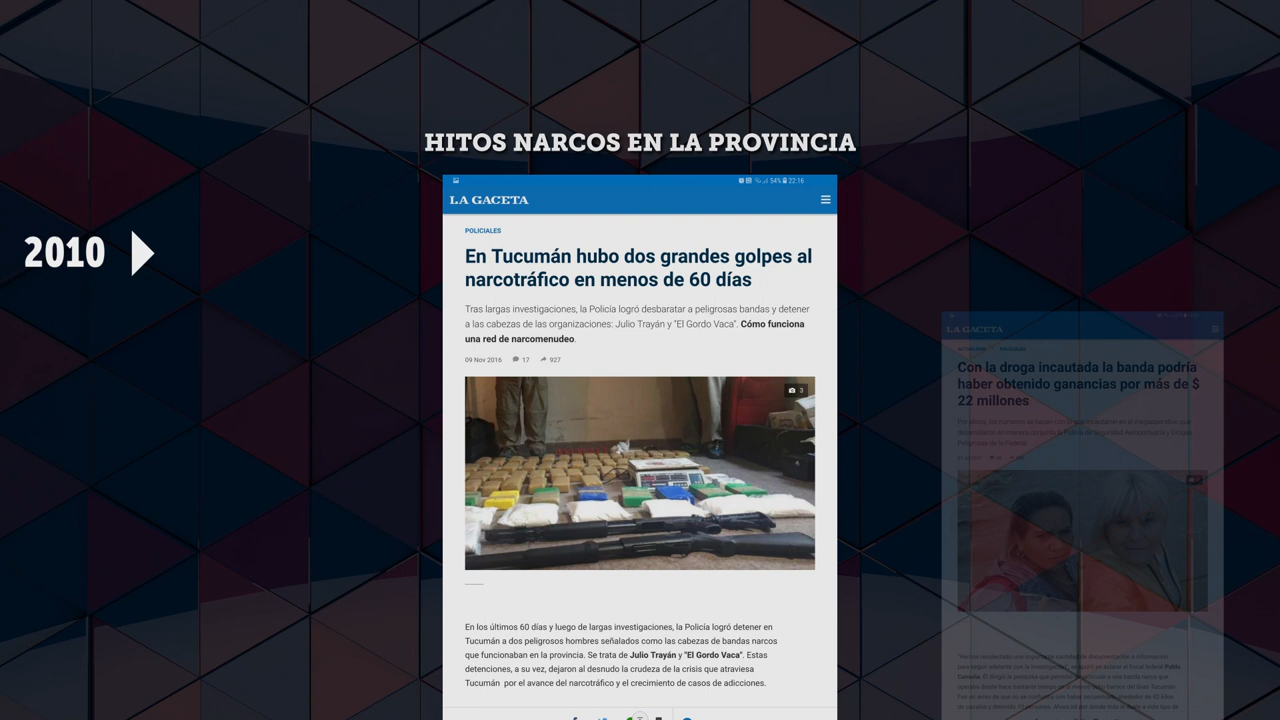 HITOS NARCOS EN LA PROVINCIA
2010
54% 22:16
LA GACETA
POLICIALES
En Tucumán hubo dos grandes golpes al
narcotráfico en menos de 60 días
Tras largas investigaciones, la Policía logró desbaratar a peligrosas bandas y detener
a las cabezas de las organizaciones: Julio Trayán y "El Gordo Vaca". Cómo funciona
una red de narcomenudeo.
09 Nov 2016 17 927
3
En los últimos 60 días y luego de largas investigaciones, la Policía logró detener en
Tucumán a dos peligrosos hombres señalados como las cabezas de bandas narcos
que funcionaban en la provincia. Se trata de Julio Trayán y "El Gordo Vaca". Estas
detenciones, a su vez, dejaron al desnudo la crudeza de la crisis que atraviesa
Tucumán por el avance del narcotráfico y el crecimiento de casos de adicciones.
LA GACETA
POLICIALES
Con la droga incautada la banda podría
haber obtenido ganancias por más de $
22 millones